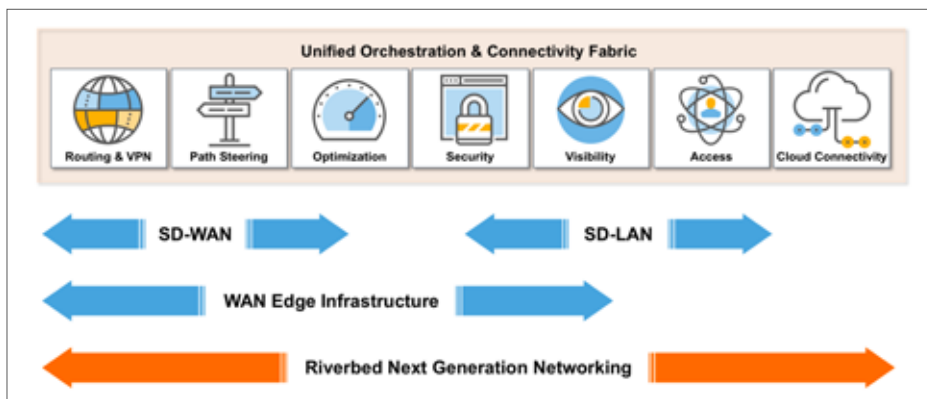 Unified Orchestration & Connectivity Fabric
Routing & VPN
Path Steering
Optimization
Security
Visibility
Access
Cloud Connectivity
SD-WAN
SD-LAN
WAN Edge Infrastructure
Riverbed Next Generation Networking